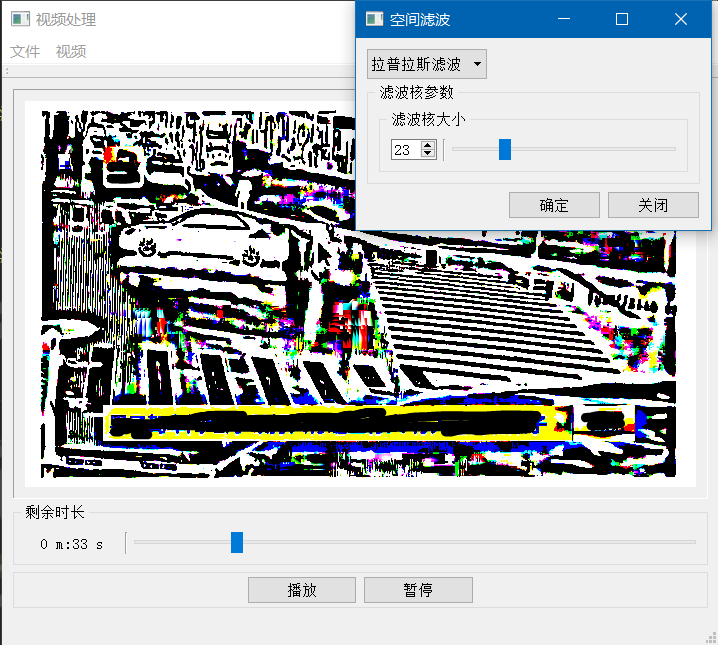 视频处理
文件 视频
空间滤波
拉普拉斯滤波
滤波核参数
滤波核大小
23
确定 关闭
剩余时长
0 m:33 s
播放 暂停